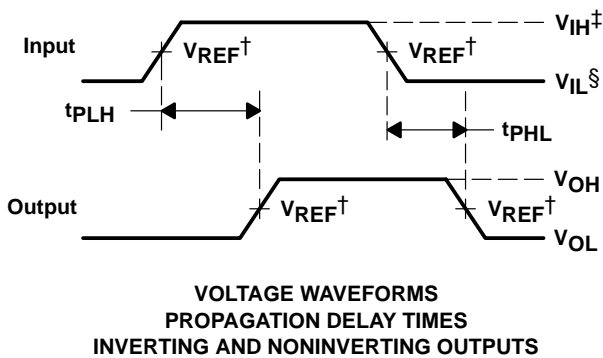 VIH‡
Input VREF† VREF†
VIL§
tPLH tPHL
VOH
Output VREF† VREF†
VOL
VOLTAGE WAVEFORMS
PROPAGATION DELAY TIMES
INVERTING AND NONINVERTING OUTPUTS